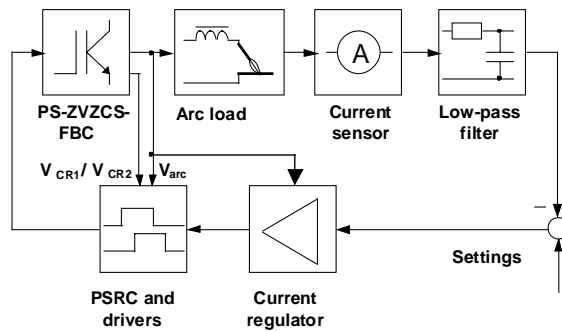 A
PS-ZVZCS-
FBC
Arc load
Current
sensor
Low-pass
filter
V CR1 / V CR2
Varc
–
Settings
PSRC and
drivers
Current
regulator